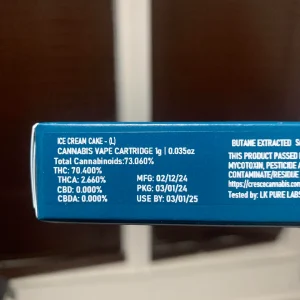 ICE CREAM CAKE - (L)
CANNABIS VAPE CARTRIDGE 1g | 0.035oz
Total Cannabinoids:73.060%
THC: 70.400%
THCA: 2.660%
CBD: 0.000%
CBDA: 0.000%
MFG: 02/12/24
PKG: 03/01/24
USE BY: 03/01/25
BUTANE EXTRACTED
THIS PRODUCT PASSED
MYCOTOXIN, PESTICIDE
CONTAMINATE/RESIDUE
https://crescocannabis.com
Tested by: LK PURE LABS